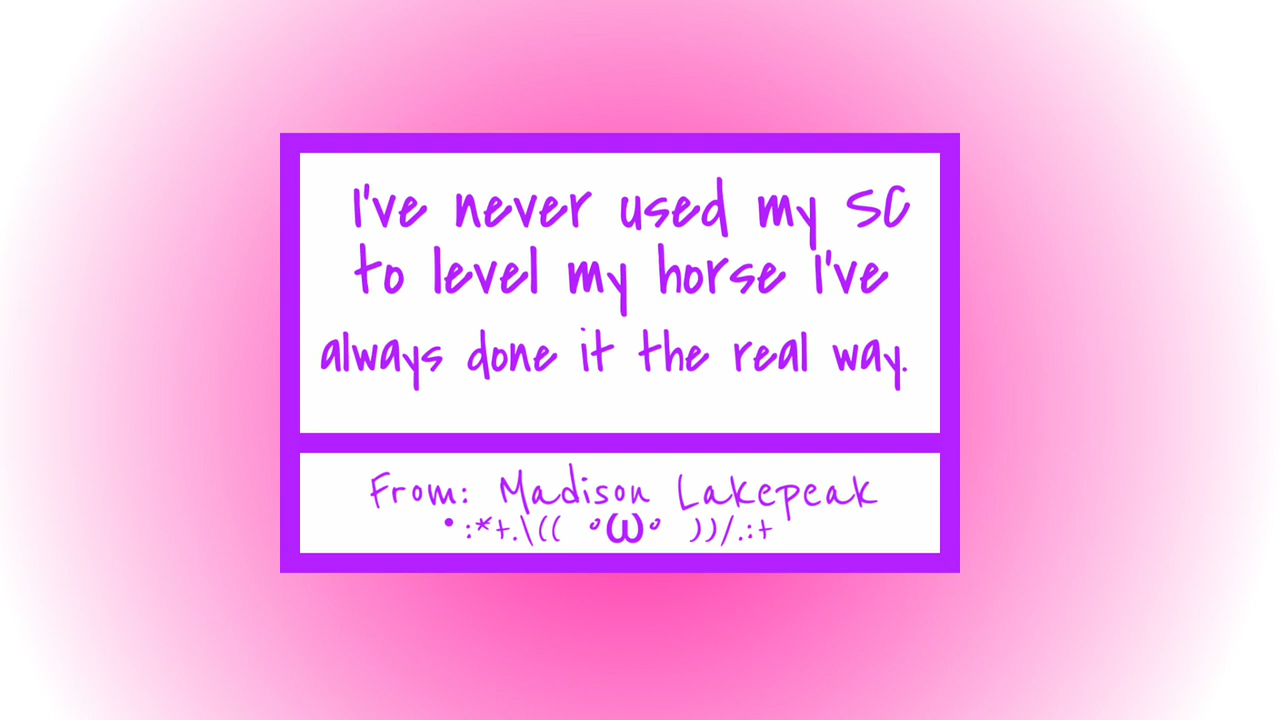 I've never used my SC
to level my horse I've
always done it the real way.
From: Madison Lakepeak
•:*+.\(( °ω° ))/.:+